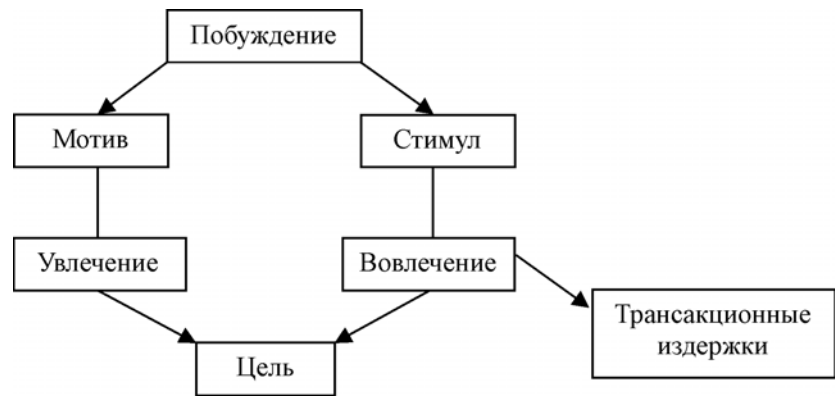 Побуждение
Мотив
Стимул
Увлечение
Вовлечение
Трансакционные
издержки
Цель